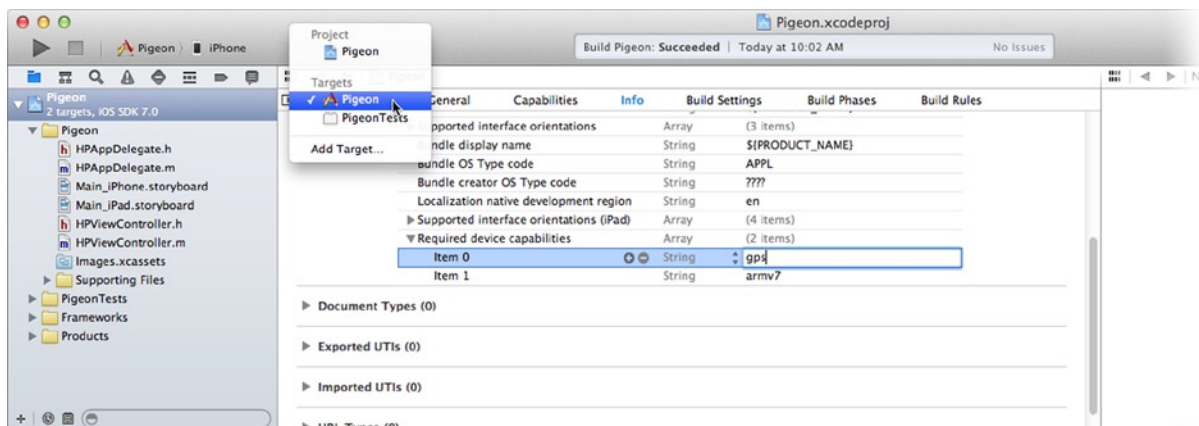 Pigeon.xcodeproj
Pigeon iPhone
Build Pigeon: Succeeded Today at 10:02 AM No Issues
Project
Pigeon
Targets
Pigeon
PigeonTests
Add Target...
Pigeon
2 targets, iOS SDK 7.0
Pigeon
HPAppDelegate.h
HPAppDelegate.m
Main_iPhone.storyboard
Main_iPad.storyboard
HPViewController.h
HPViewController.m
Images.xcassets
Supporting Files
PigeonTests
Frameworks
Products
General Capabilities Info Build Settings Build Phases Build Rules
Supported interface orientations Array (3 items)
Bundle display name String ${PRODUCT_NAME}
Bundle OS Type code String APPL
Bundle creator OS Type code String ????
Localization native development region String en
Supported interface orientations (iPad) Array (4 items)
Required device capabilities Array (2 items)
Item 0 String gps
Item 1 String armv7
Document Types (0)
Exported UTIs (0)
Imported UTIs (0)